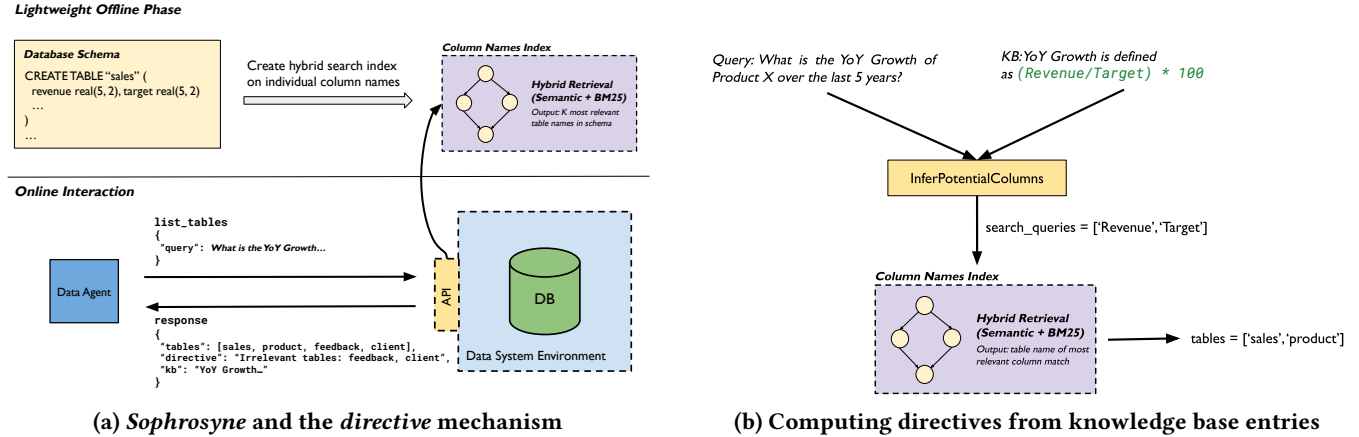 Lightweight Offline Phase
Database Schema
CREATE TABLE “sales” (
revenue real(5, 2), target real(5, 2)
…
)
…
Create hybrid search index
on individual column names
Column Names Index
Hybrid Retrieval
(Semantic + BM25)
Output: K most relevant
table names in schema
Online Interaction
list_tables
{
"query": What is the YoY Growth…
}
Data Agent
response
{
"tables": [sales, product, feedback, client],
"directive": "Irrelevant tables: feedback, client",
"kb": "YoY Growth…"
}
API
DB
Data System Environment
(a) Sophrosyne and the directive mechanism
Query: What is the YoY Growth of
Product X over the last 5 years?
KB:YoY Growth is defined
as (Revenue/Target) * 100
InferPotentialColumns
search_queries = [‘Revenue’,‘Target’]
Column Names Index
Hybrid Retrieval
(Semantic + BM25)
Output: table name of most
relevant column match
tables = [‘sales’,‘product’]
(b) Computing directives from knowledge base entries